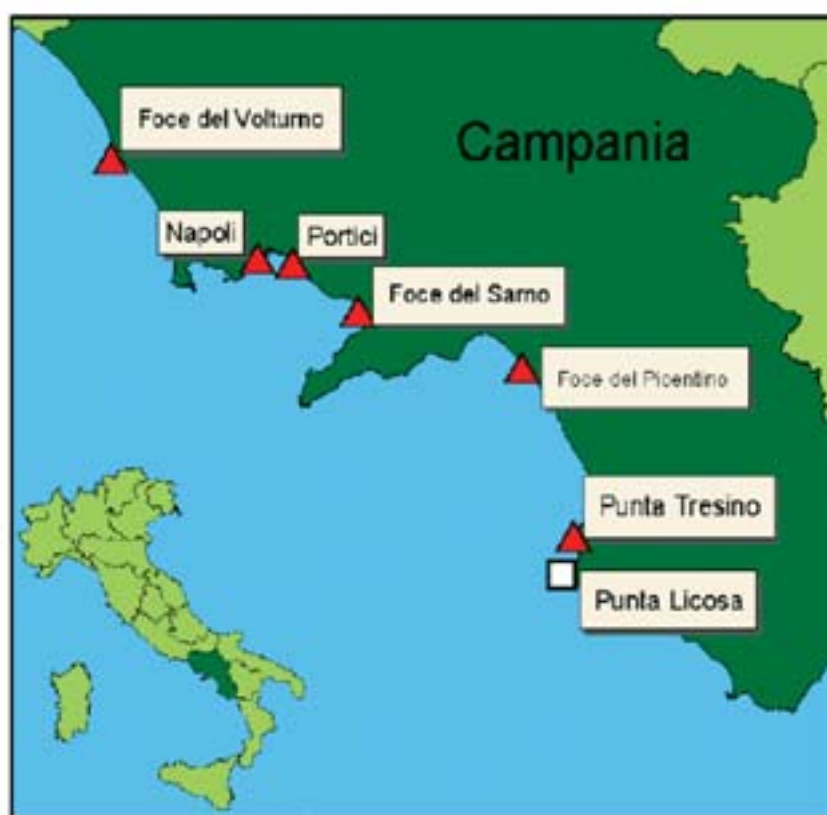 Foce del Volturno
Campania
Napoli
Portici
Foce del Sarno
Foce del Picentino
Punta Tresino
Punta Licosa